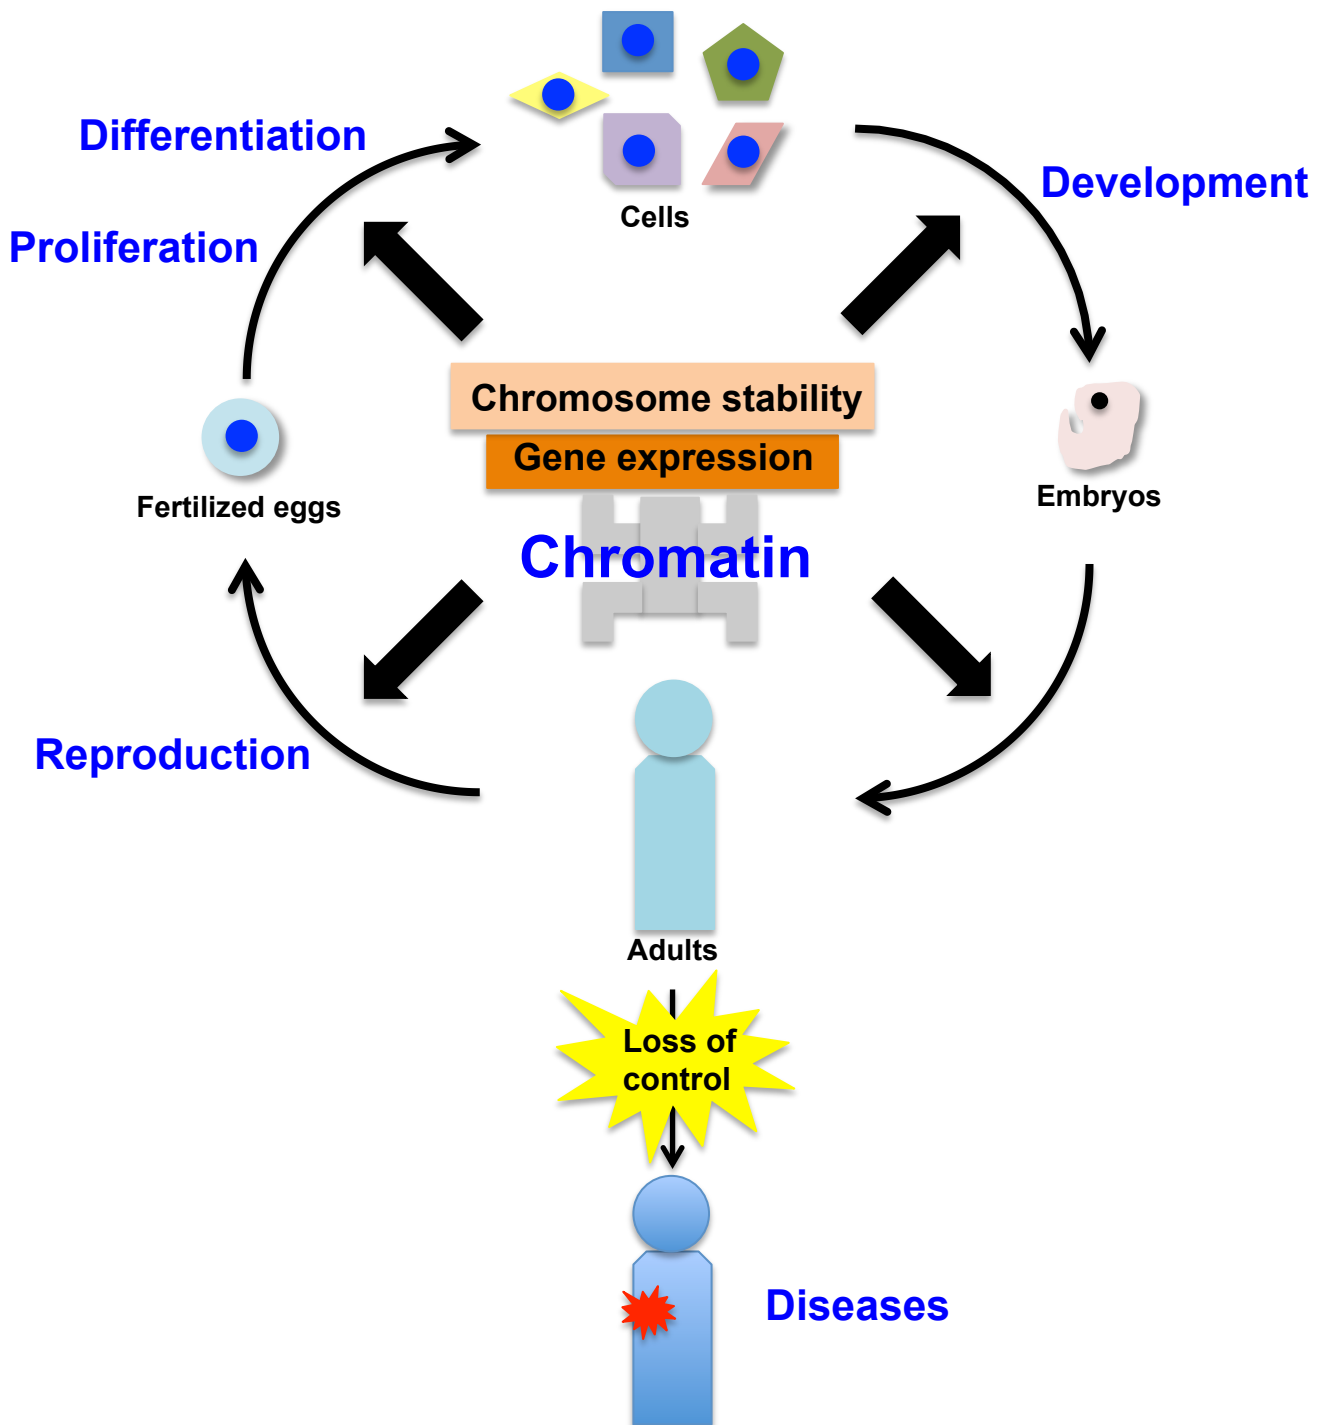 Differentiation
Development
Cells
Proliferation
Chromosome stability
Gene expression
Fertilized eggs
Embryos
Chromatin
Reproduction
Adults
Loss of
control
Diseases